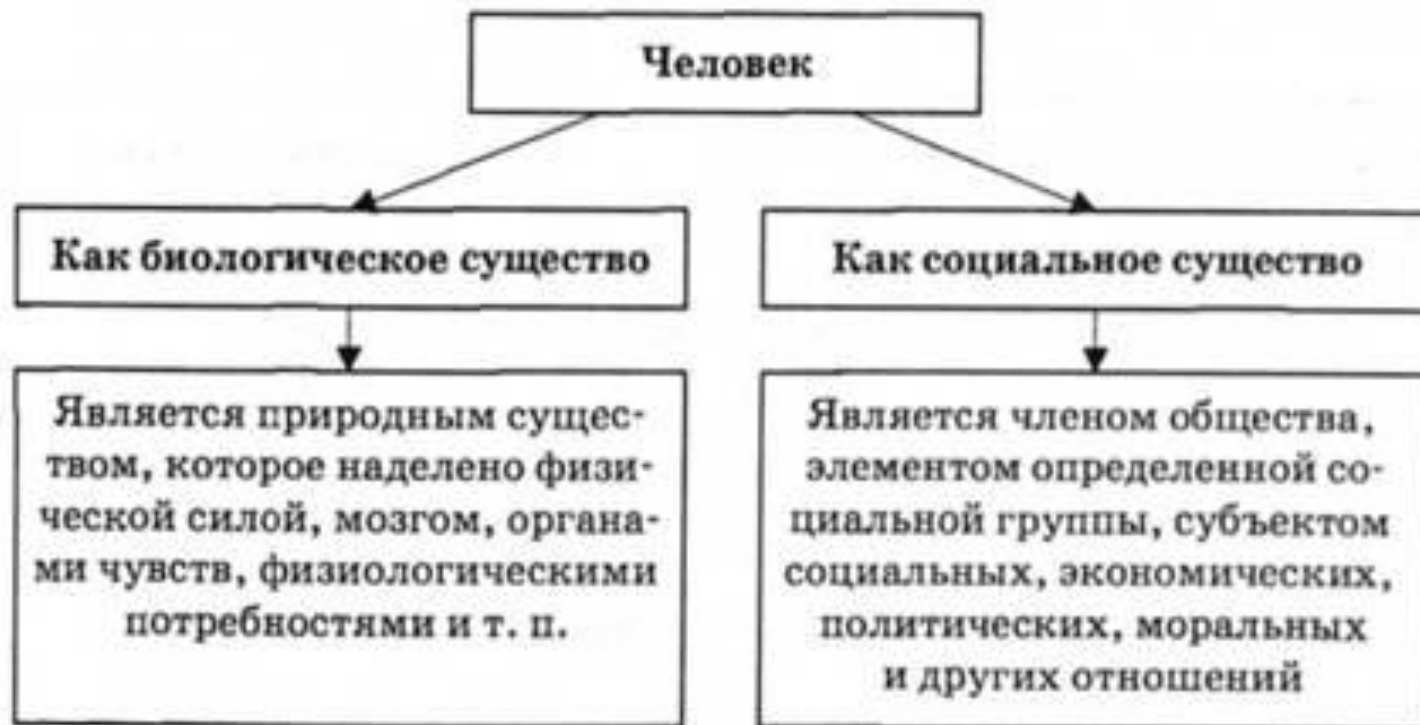 Человек
Как биологическое существо
Как социальное существо
Является природным сущес-
твом, которое наделено физи-
ческой силой, мозгом, органа-
ми чувств, физиологическими
потребностями и т. п.
Является членом общества,
элементом определенной со-
циальной группы, субъектом
социальных, экономических,
политических, моральных
и других отношений